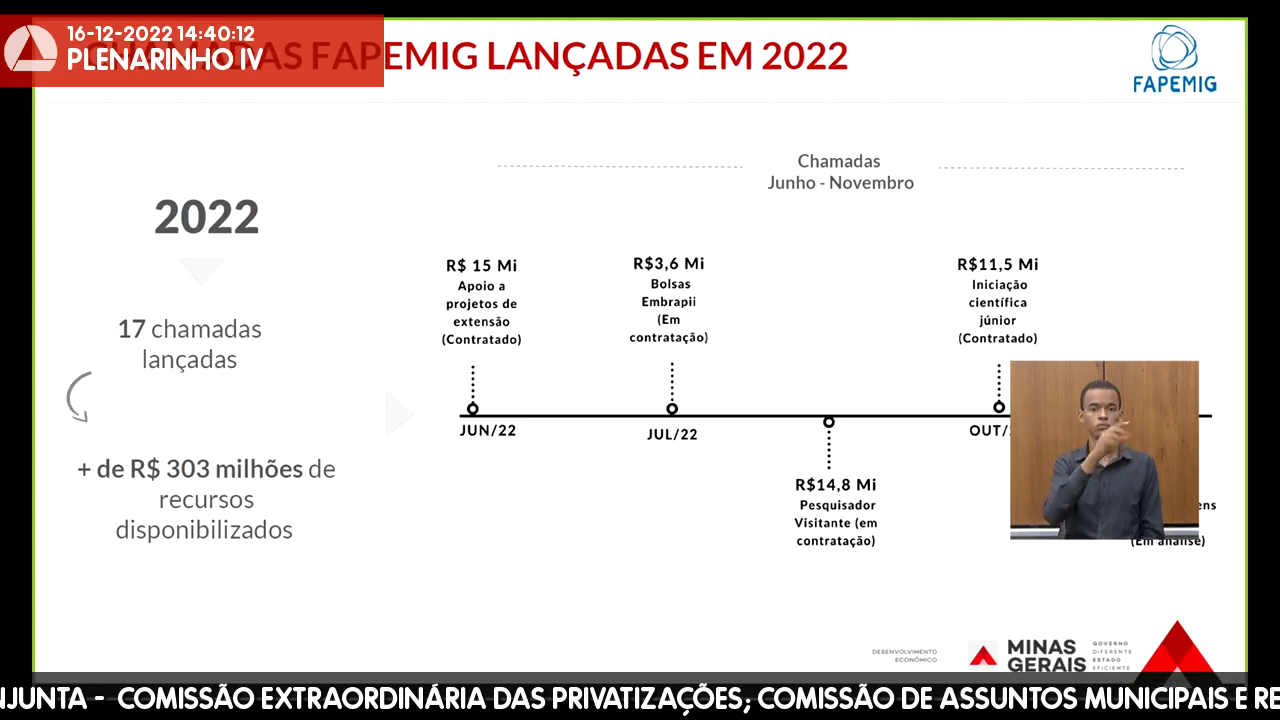 16-12-2022 14:40:12
PLENARINHO IV
FAPEMIG LANÇADAS EM 2022
FAPEMIG
Chamadas
Junho - Novembro
2022
17 chamadas
lançadas
+ de R$ 303 milhões de
recursos
disponibilizados
R$ 15 Mi
Apoio a
projetos de
extensão
(Contratado)
R$3,6 Mi
Bolsas
Embrapii
(Em
contratação)
R$11,5 Mi
Iniciação
científica
júnior
(Contratado)
JUN/22
JUL/22
OUT/
R$14,8 Mi
Pesquisador
Visitante (em
contratação)
ens
(Em análise)
DESENVOLVIMENTO
ECONÔMICO
MINAS
GERAIS
GOVERNO
DIFERENTE
ESTADO
EFICIENTE
NJUNTA - COMISSÃO EXTRAORDINÁRIA DAS PRIVATIZAÇÕES; COMISSÃO DE ASSUNTOS MUNICIPAIS E RE